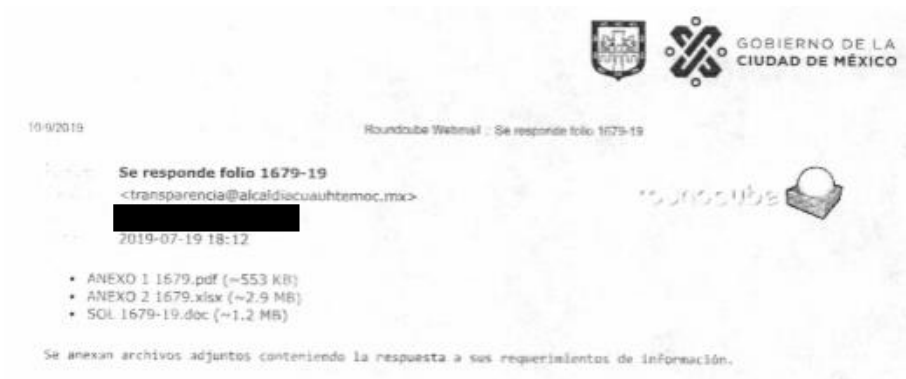 GOBIERNO DE LA
CIUDAD DE MÉXICO
10/9/2019
Roundcube Webmail :: Se responde folio 1679-19
Se responde folio 1679-19
<transparencia@alcaldiacuauhtemoc.mx>
roundcube
2019-07-19 18:12
• ANEXO 1 1679.pdf (~553 KB)
• ANEXO 2 1679.xlsx (~2.9 MB)
• SOL 1679-19.doc (~1.2 MB)
Se anexan archivos adjuntos conteniendo la respuesta a sus requerimientos de información.